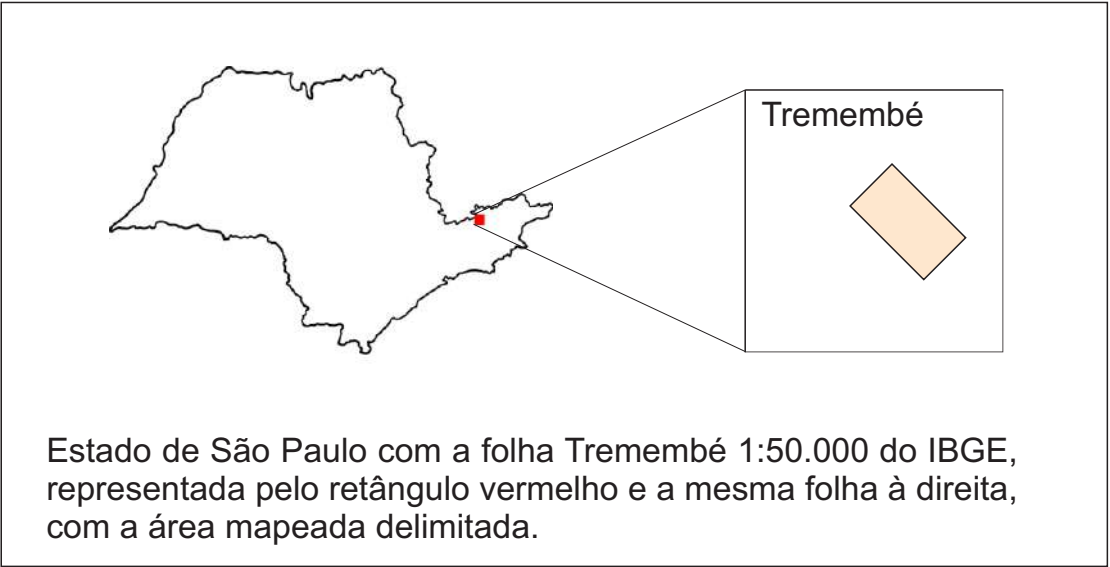 Tremembé
Estado de São Paulo com a folha Tremembé 1:50.000 do IBGE,
representada pelo retângulo vermelho e a mesma folha à direita,
com a área mapeada delimitada.